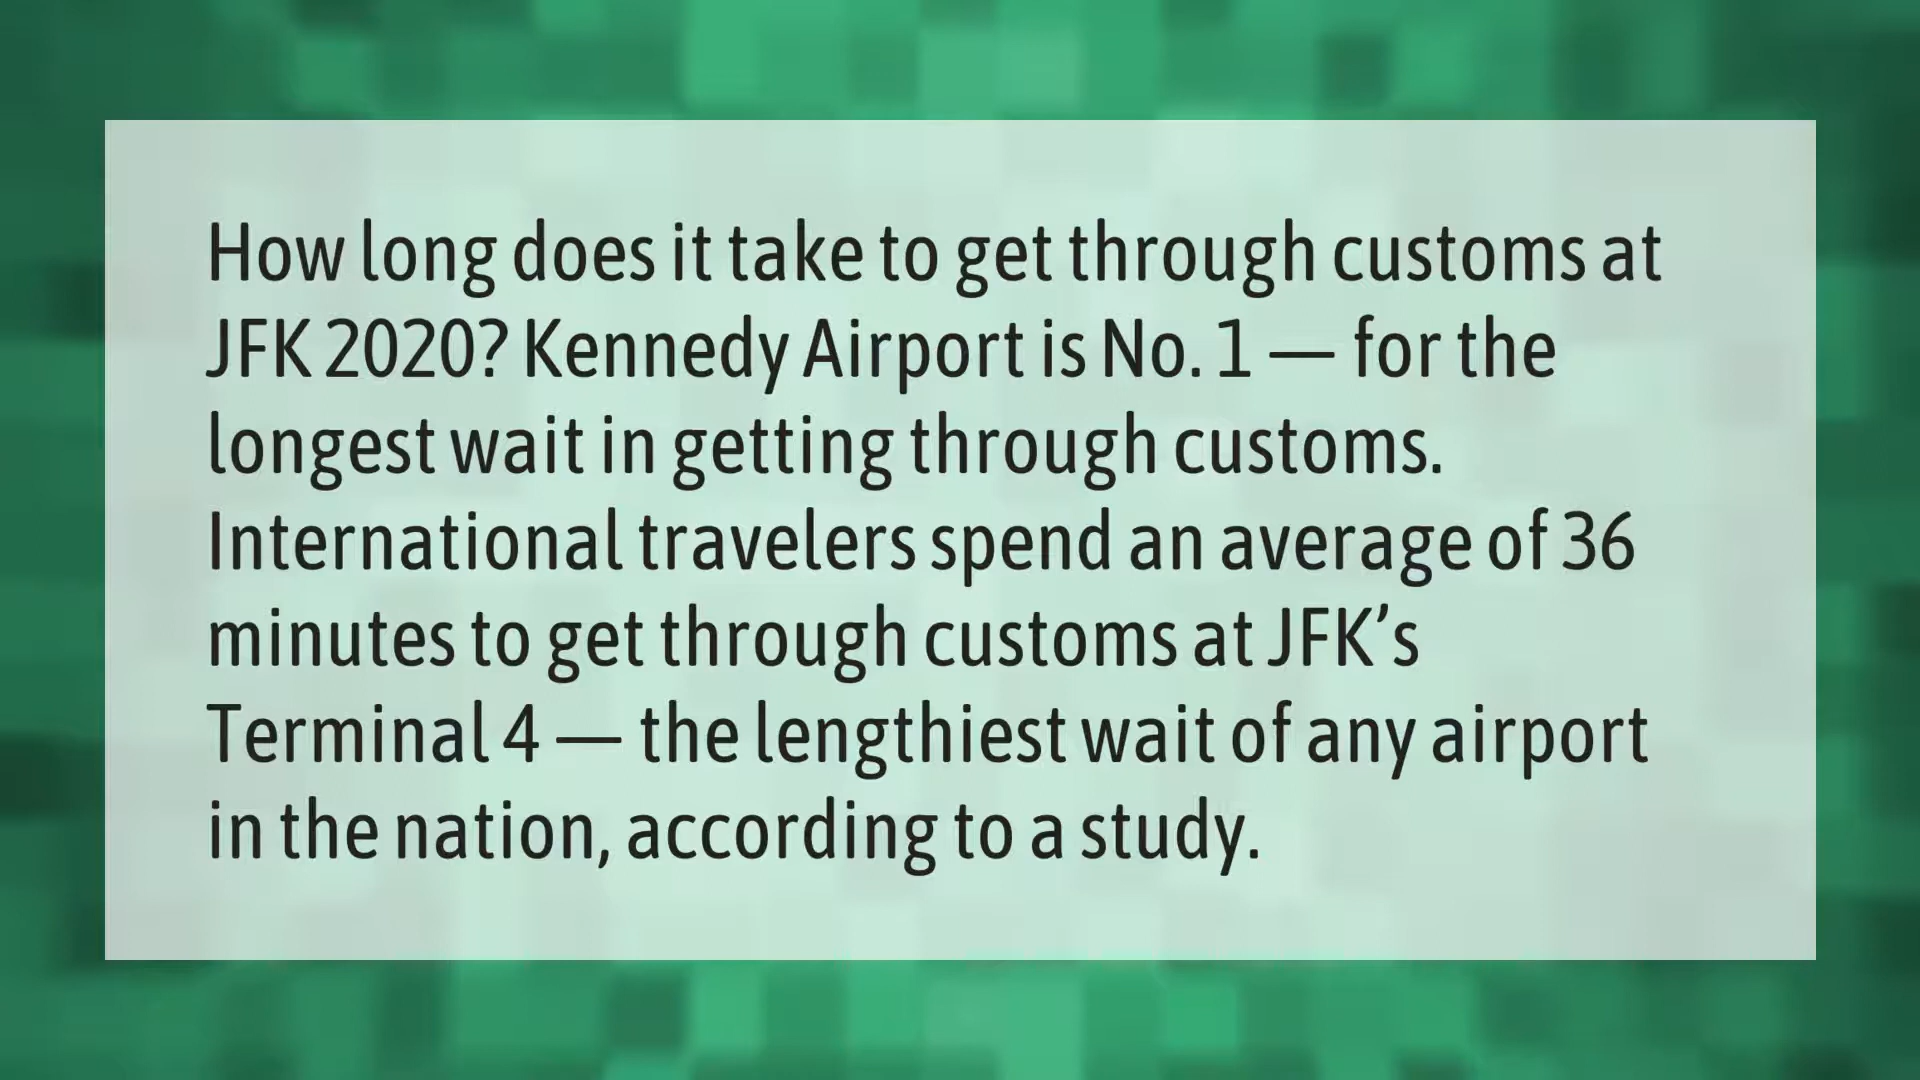 How long does it take to get through customs at
JFK 2020? Kennedy Airport is No. 1 — for the
longest wait in getting through customs.
International travelers spend an average of 36
minutes to get through customs at JFK’s
Terminal 4 — the lengthiest wait of any airport
in the nation, according to a study.